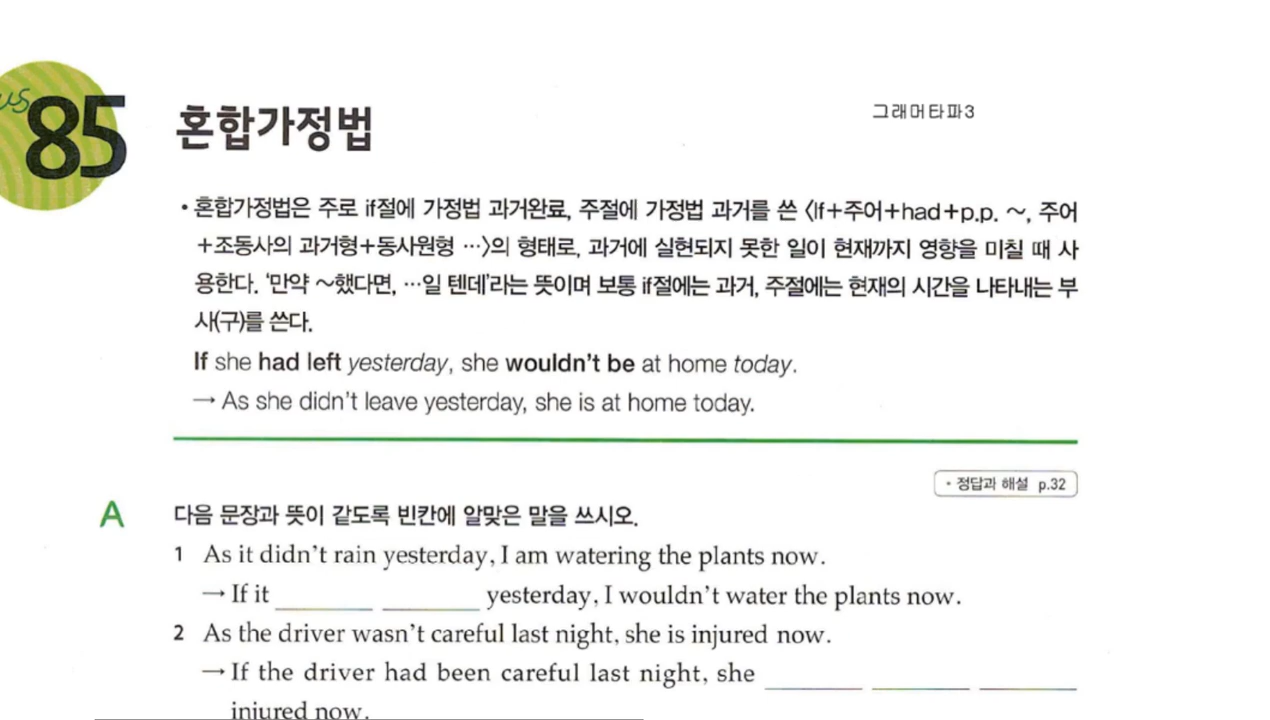 85
혼합가정법
그래머타파3
• 혼합가정법은 주로 if절에 가정법 과거완료, 주절에 가정법 과거를 쓴 〈If+주어+had+p.p. ~, 주어
+조동사의 과거형+동사원형 …〉의 형태로, 과거에 실현되지 못한 일이 현재까지 영향을 미칠 때 사
용한다. ‘만약 ~했다면, …일 텐데’라는 뜻이며 보통 if절에는 과거, 주절에는 현재의 시간을 나타내는 부
사(구)를 쓴다.
If she had left yesterday, she wouldn’t be at home today.
→ As she didn’t leave yesterday, she is at home today.
• 정답과 해설 p.32
A 다음 문장과 뜻이 같도록 빈칸에 알맞은 말을 쓰시오.
1 As it didn’t rain yesterday, I am watering the plants now.
→ If it ____ ____ yesterday, I wouldn’t water the plants now.
2 As the driver wasn’t careful last night, she is injured now.
→ If the driver had been careful last night, she ____ ____ ____
injured now.